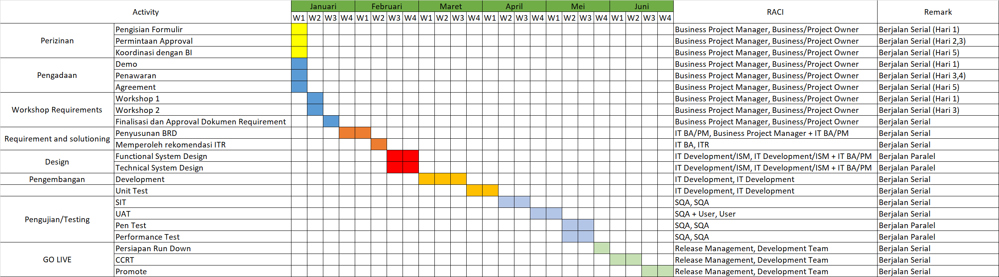 Activity
Januari Februari Maret April Mei Juni
RACI
Remark
W1 W2 W3 W4 W1 W2 W3 W4 W1 W2 W3 W4 W1 W2 W3 W4 W1 W2 W3 W4 W1 W2 W3 W4
Perizinan
Pengisian Formulir Business Project Manager, Business/Project Owner Berjalan Serial (Hari 1)
Permintaan Approval Business Project Manager, Business/Project Owner Berjalan Serial (Hari 2,3)
Koordinasi dengan BI Business Project Manager, Business/Project Owner Berjalan Serial (Hari 5)
Pengadaan
Demo Business Project Manager, Business/Project Owner Berjalan Serial (Hari 1)
Penawaran Business Project Manager, Business/Project Owner Berjalan Serial (Hari 3,4)
Agreement Business Project Manager, Business/Project Owner Berjalan Serial (Hari 5)
Workshop Requirements
Workshop 1 Business Project Manager, Business/Project Owner Berjalan Serial (Hari 1)
Workshop 2 Business Project Manager, Business/Project Owner Berjalan Serial (Hari 3)
Finalisasi dan Approval Dokumen Requirement Business Project Manager, Business/Project Owner Berjalan Serial
Requirement and solutioning
Penyusunan BRD IT BA/PM, Business Project Manager + IT BA/PM Berjalan Serial
Memperoleh rekomendasi ITR IT BA, ITR Berjalan Serial
Design
Functional System Design IT Development/ISM, IT Development/ISM + IT BA/PM Berjalan Paralel
Technical System Design IT Development/ISM, IT Development/ISM + IT BA/PM Berjalan Paralel
Pengembangan
Development IT Development, IT Development Berjalan Serial
Unit Test IT Development, IT Development Berjalan Serial
Pengujian/Testing
SIT SQA, SQA Berjalan Serial
UAT SQA + User, User Berjalan Serial
Pen Test SQA, SQA Berjalan Paralel
Performance Test SQA, SQA Berjalan Paralel
GO LIVE
Persiapan Run Down Release Management, Development Team Berjalan Serial
CCRT Release Management, Development Team Berjalan Serial
Promote Release Management, Development Team Berjalan Serial